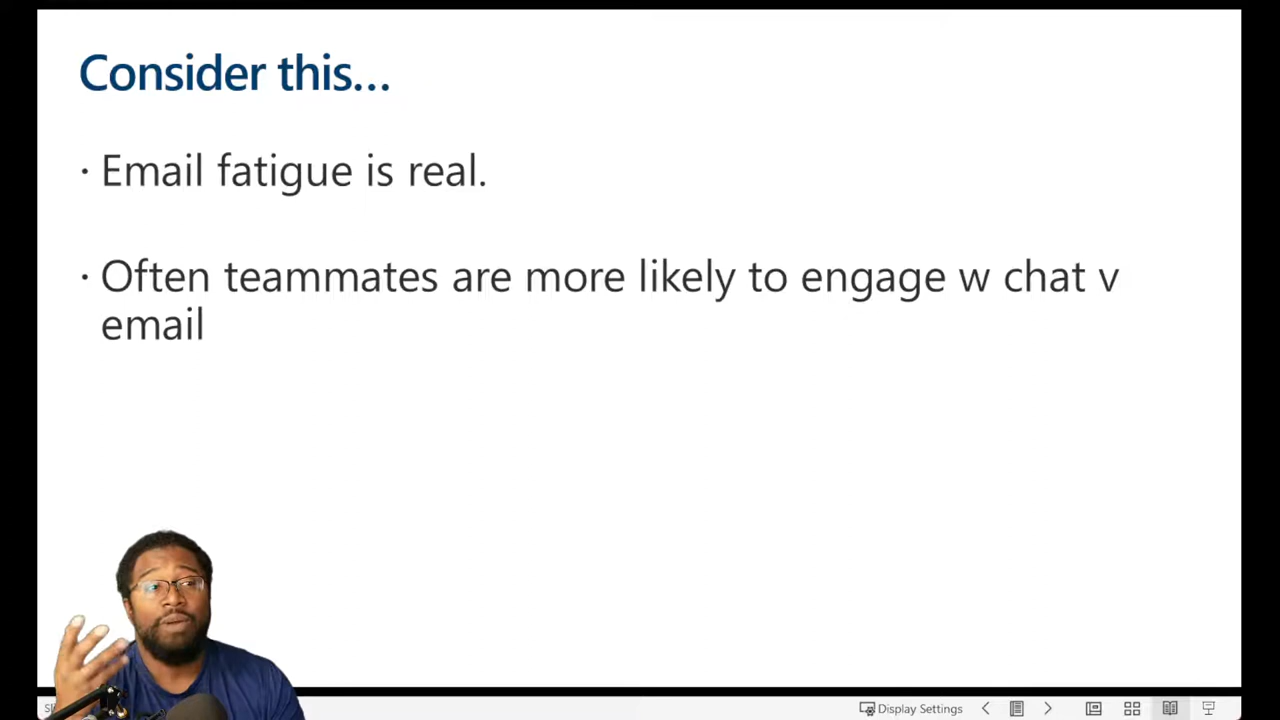 Consider this...
· Email fatigue is real.
· Often teammates are more likely to engage w chat v
email
Display Settings